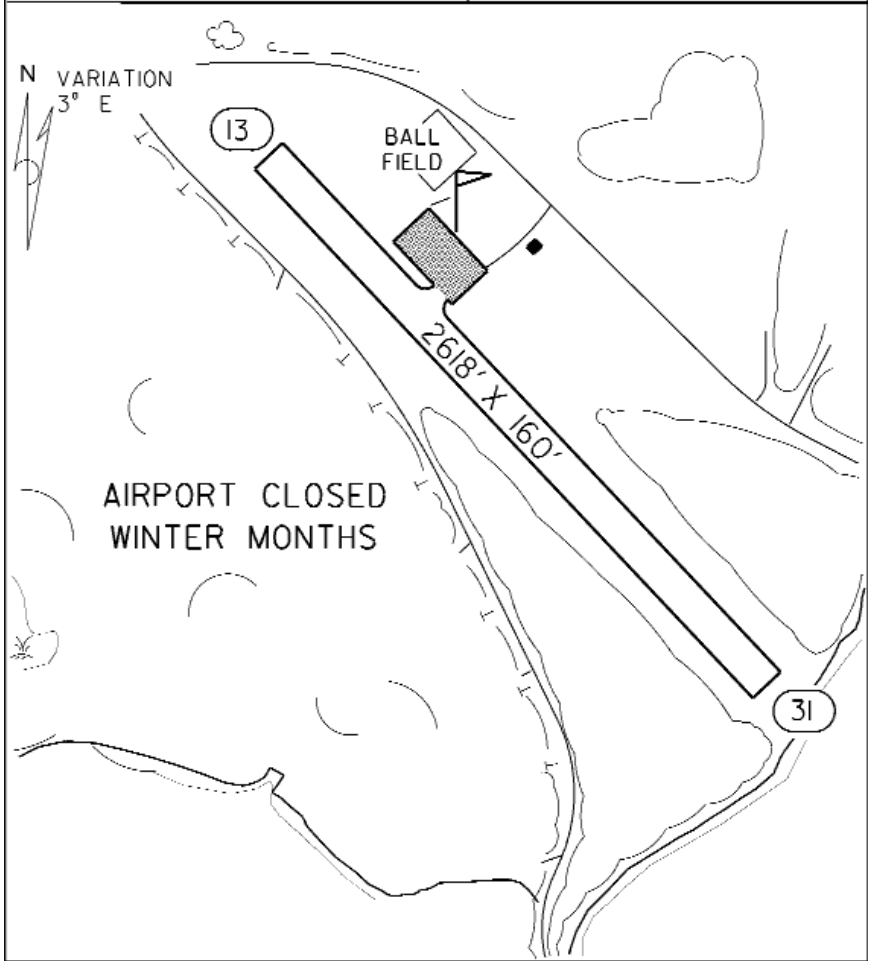 N
VARIATION
3° E
13
BALL
FIELD
2618' X 160'
AIRPORT CLOSED
WINTER MONTHS
31